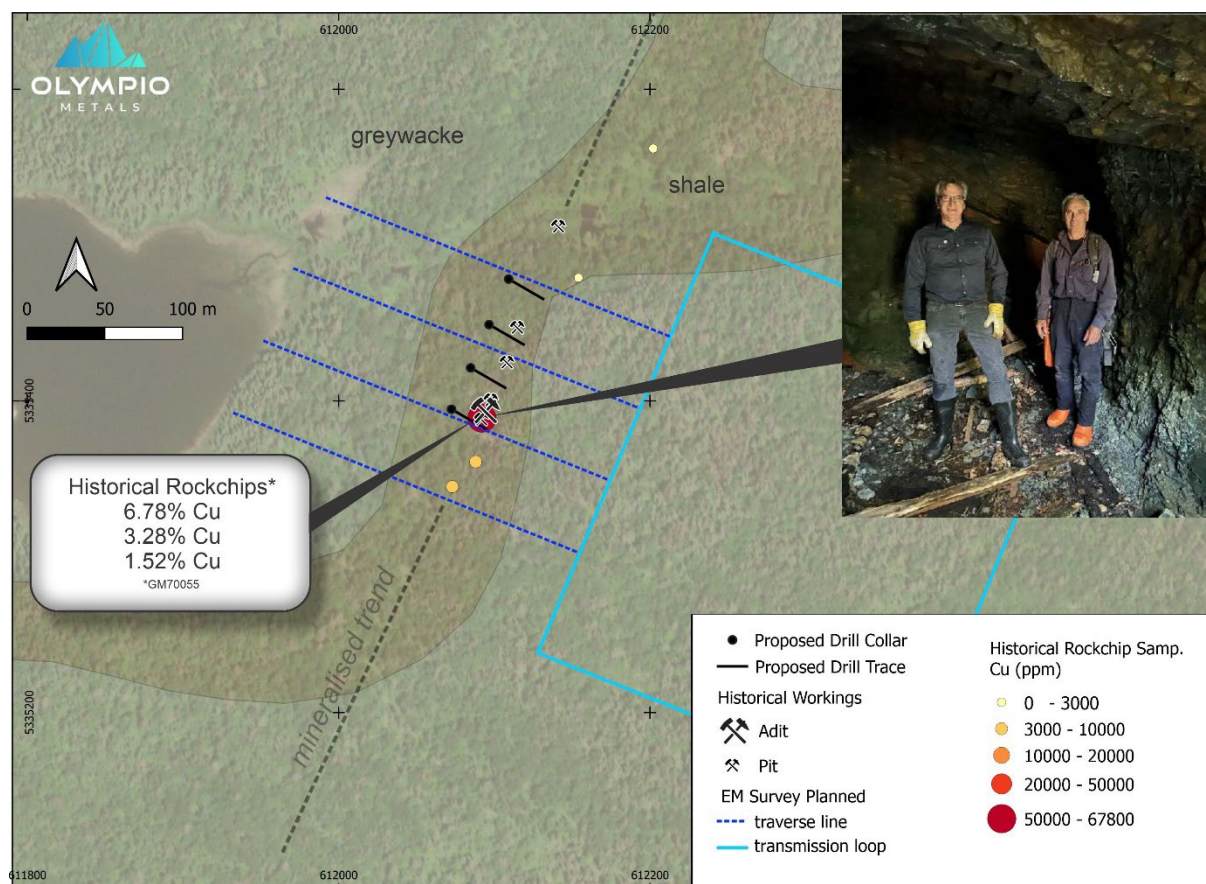 OLYMPIO
METALS
612000
612200
greywacke
shale
0 50 100 m
Historical Rockchips*
6.78% Cu
3.28% Cu
1.52% Cu
*GM70055
mineralised trend
5335200
Proposed Drill Collar
Proposed Drill Trace
Historical Workings
Adit
Pit
EM Survey Planned
traverse line
transmission loop
Historical Rockchip Samp.
Cu (ppm)
0 - 3000
3000 - 10000
10000 - 20000
20000 - 50000
50000 - 67800
611800
612000
612200